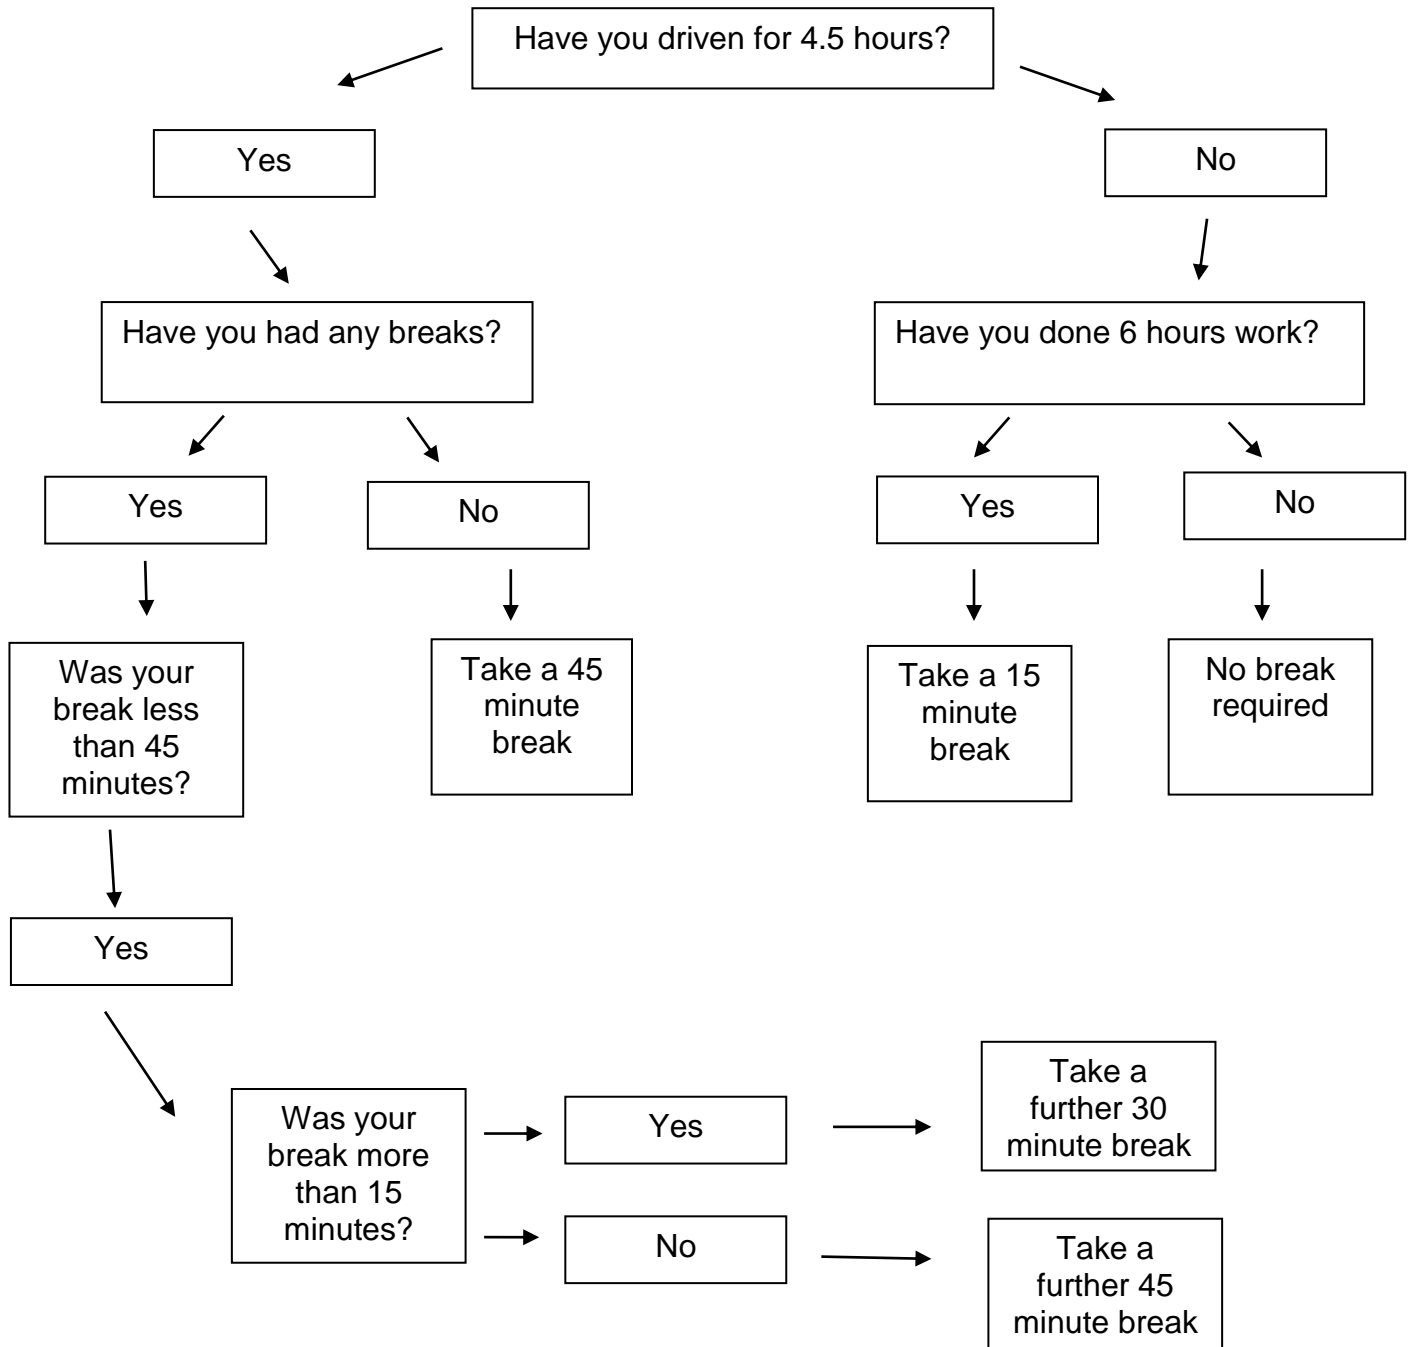 Have you driven for 4.5 hours?
Yes
No
Have you had any breaks?
Have you done 6 hours work?
Yes
No
Yes
No
Was your
break less
than 45
minutes?
Take a 45
minute
break
Take a 15
minute
break
No break
required
Yes
Was your
break more
than 15
minutes?
Yes
Take a
further 30
minute break
No
Take a
further 45
minute break